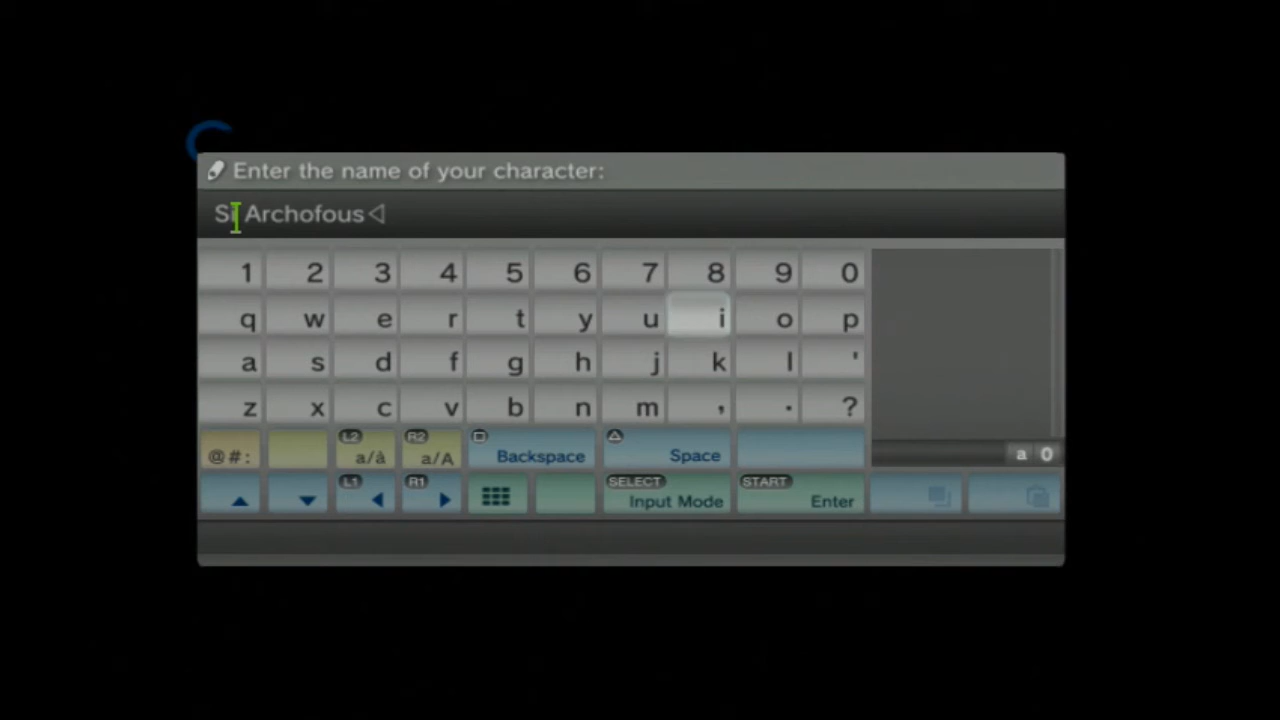 Enter the name of your character:
Si Archofous
1 2 3 4 5 6 7 8 9 0
q w e r t y u i o p
a s d f g h j k l '
z x c v b n m , . ?
@#: L2 a/à R2 a/A Backspace Space
a 0
L1 R1 SELECT Input Mode START Enter